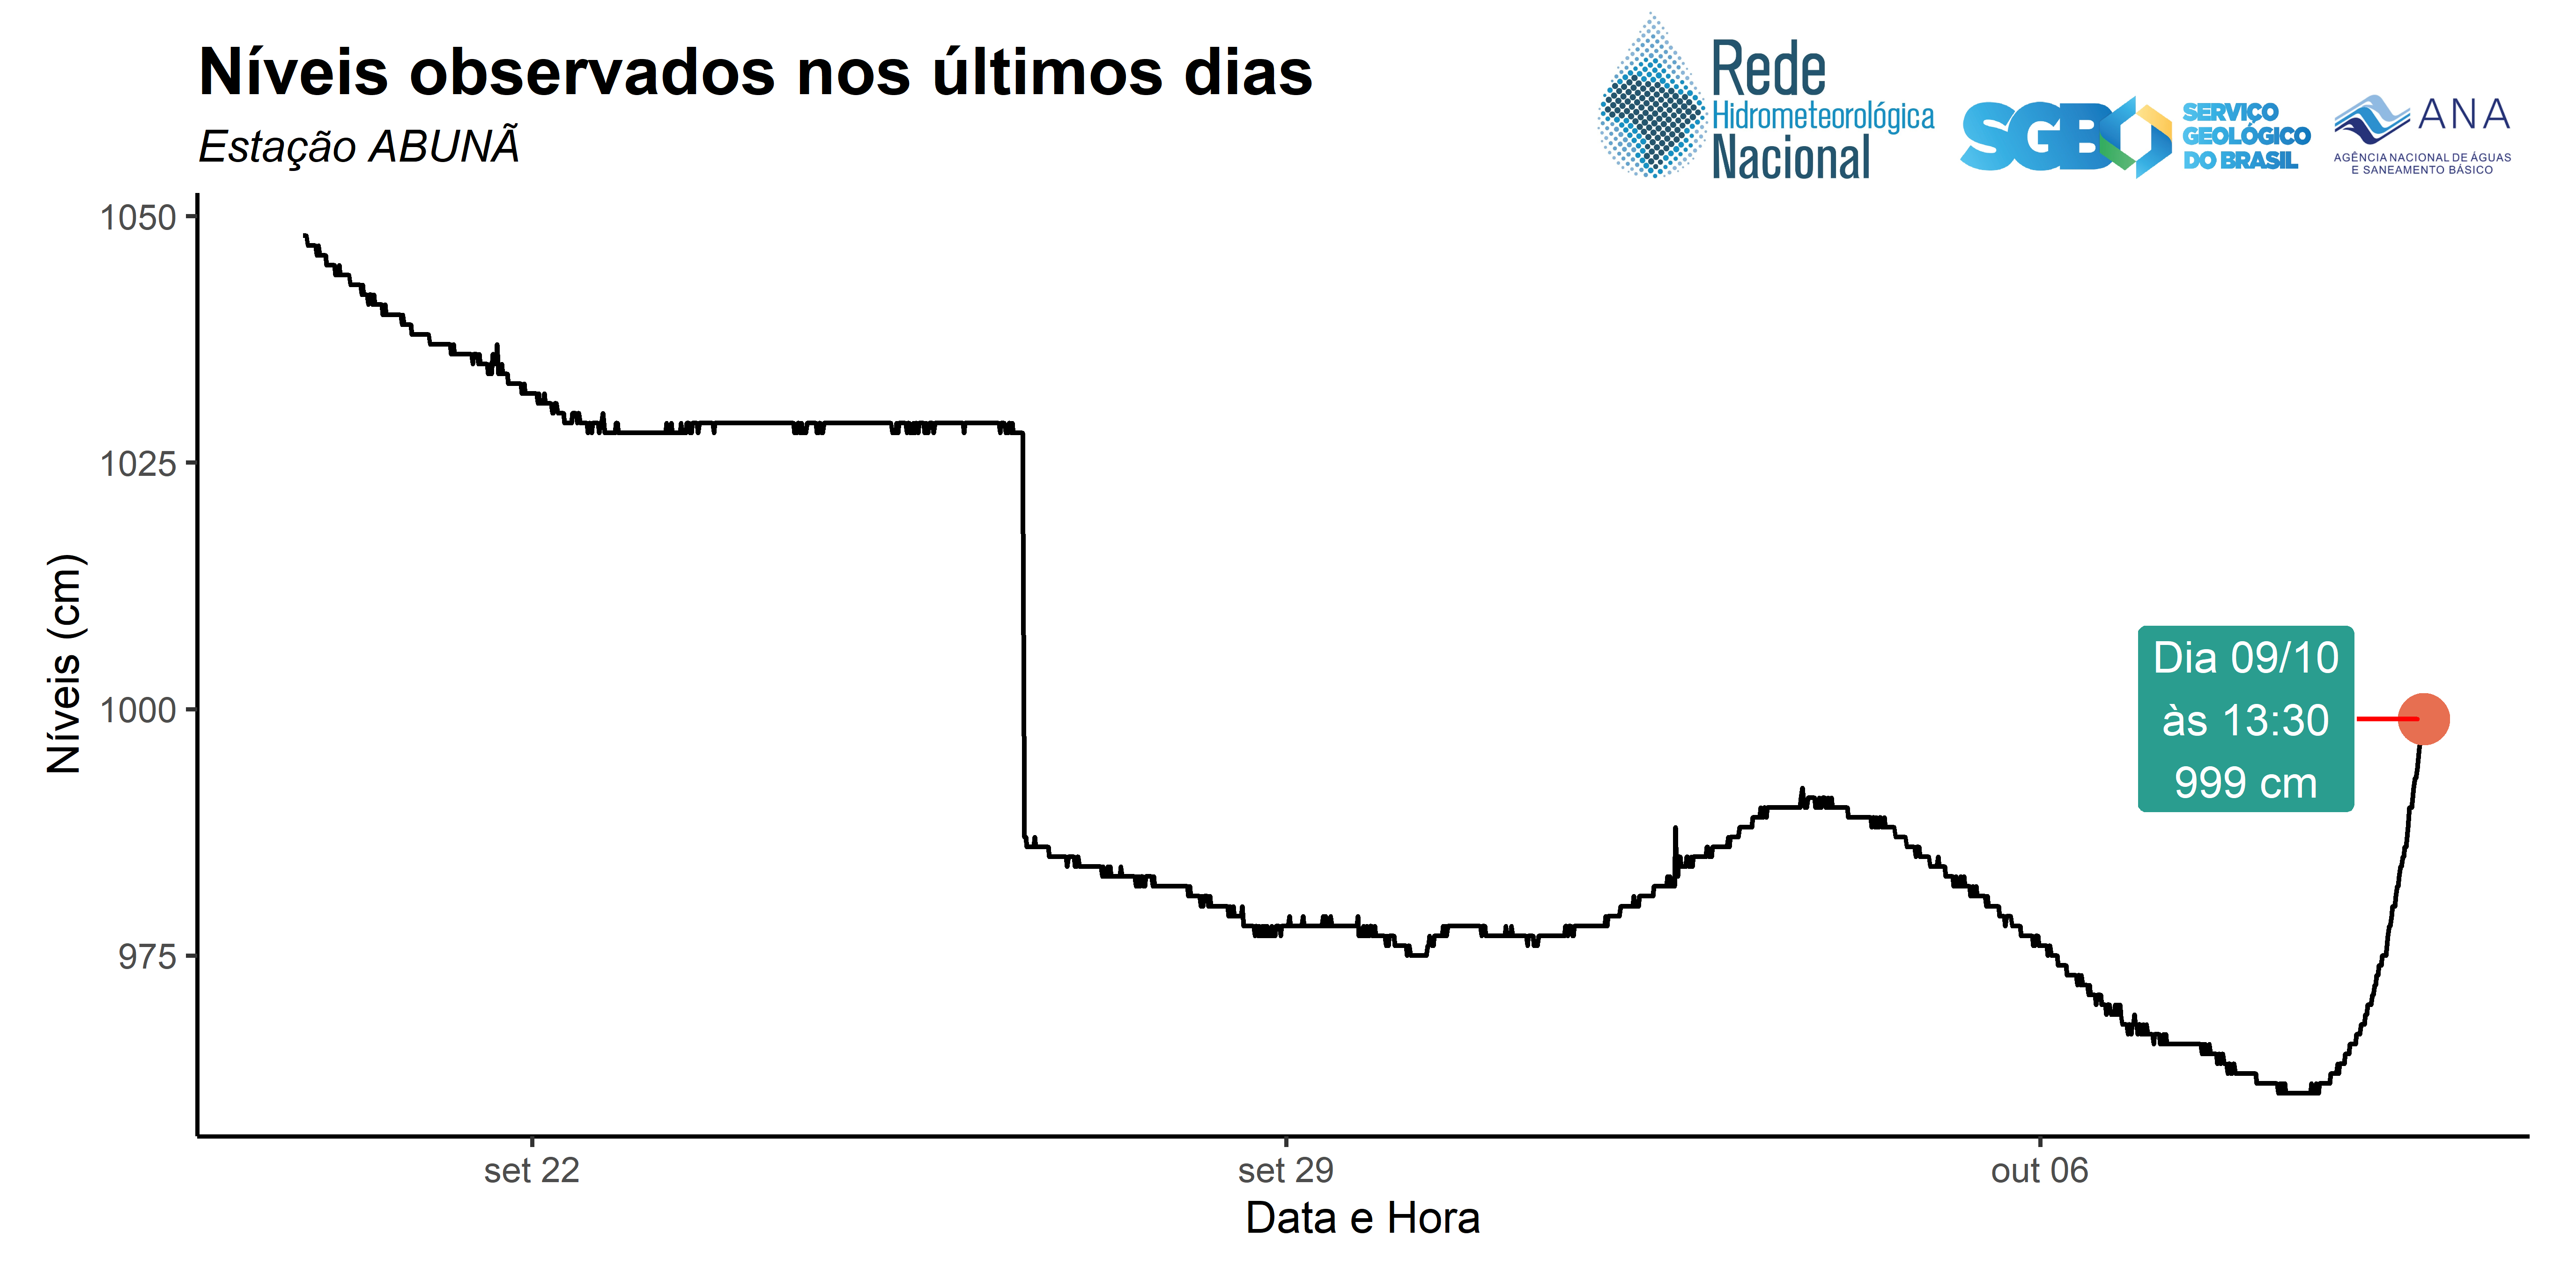 Níveis observados nos últimos dias
Estação ABUNÃ
Rede
Hidrometeorológica
Nacional
SGB
SERVIÇO
GEOLÓGICO
DO BRASIL
ANA
AGÊNCIA NACIONAL DE ÁGUAS
E SANEAMENTO BÁSICO
Níveis (cm)
1050
1025
1000
975
Dia 09/10
às 13:30
999 cm
set 22
set 29
out 06
Data e Hora